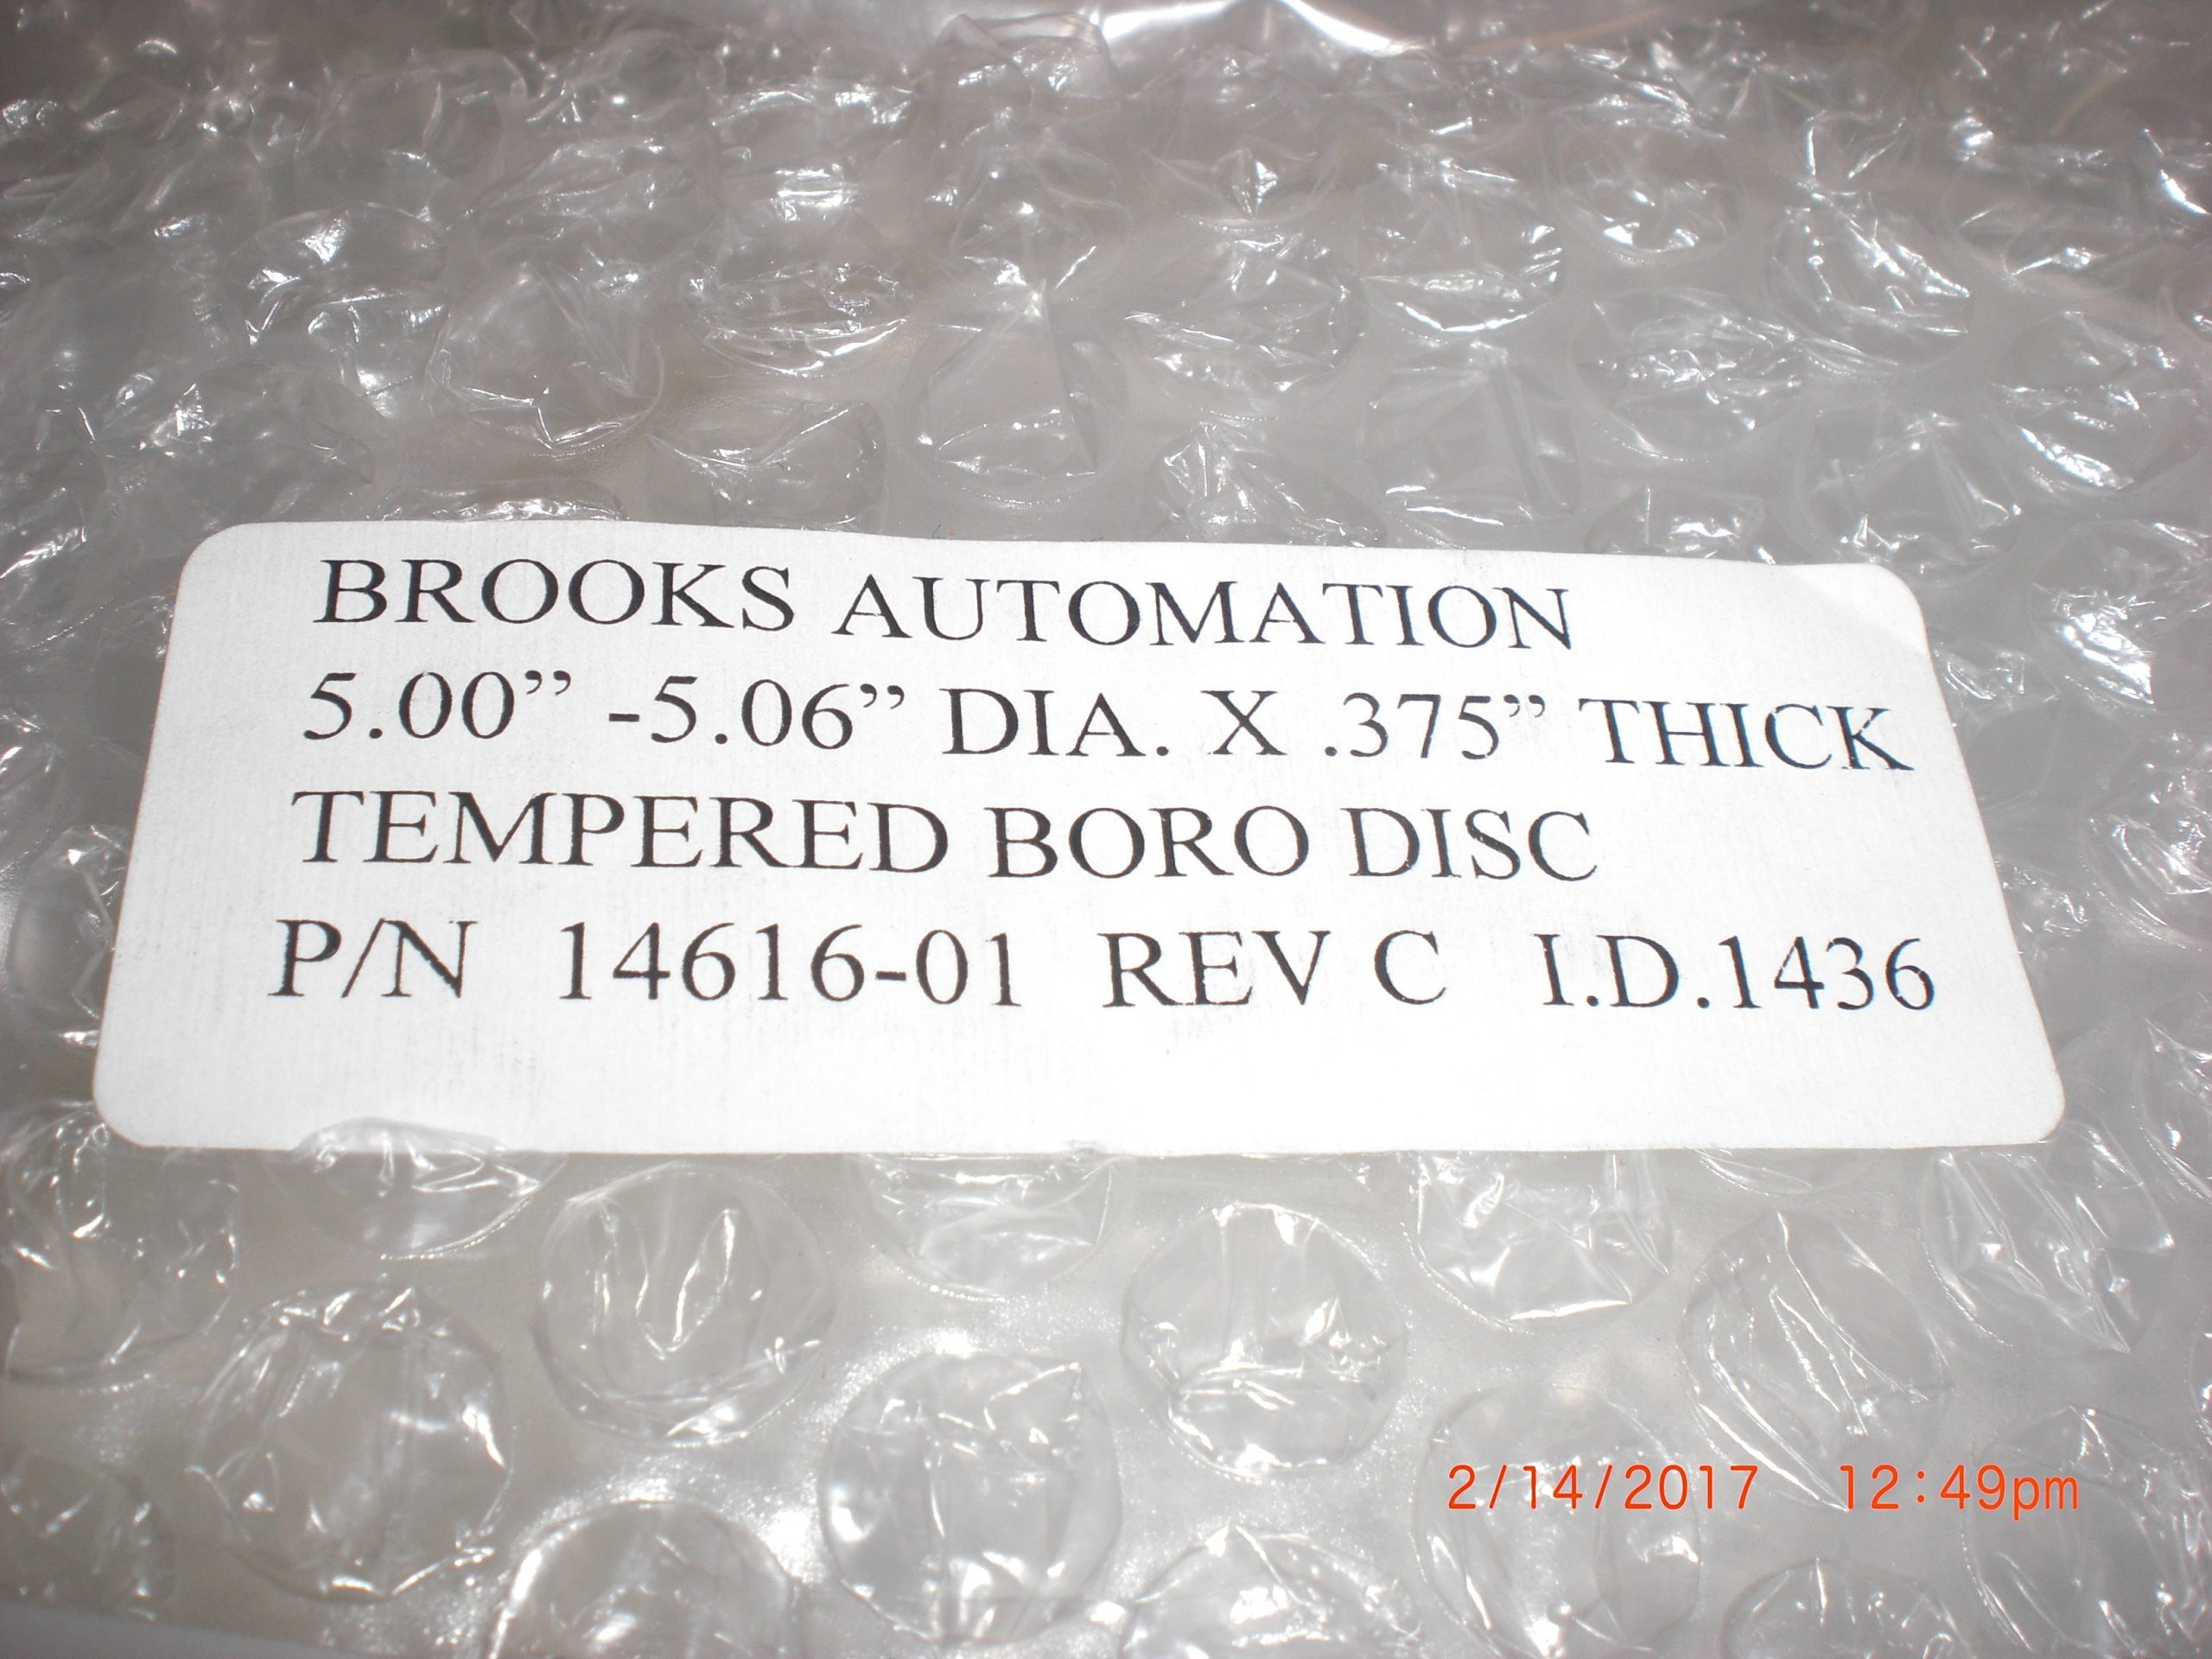 BROOKS AUTOMATION
5.00” -5.06” DIA. X .375” THICK
TEMPERED BORO DISC
P/N 14616-01 REV C I.D.1436
2/14/2017 12:49pm